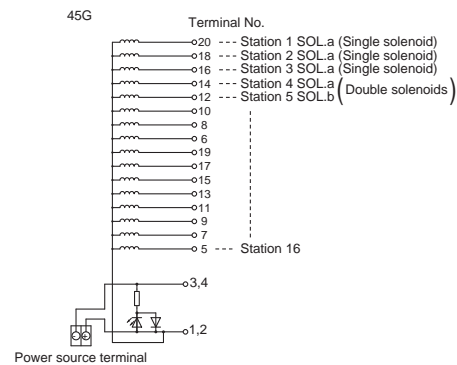 45G
Terminal No.
20 --- Station 1 SOL.a (Single solenoid)
18 --- Station 2 SOL.a (Single solenoid)
16 --- Station 3 SOL.a (Single solenoid)
14 --- Station 4 SOL.a
12 --- Station 5 SOL.b
(Double solenoids)
10
8
6
19
17
15
13
11
9
7
5 --- Station 16
3,4
1,2
Power source terminal